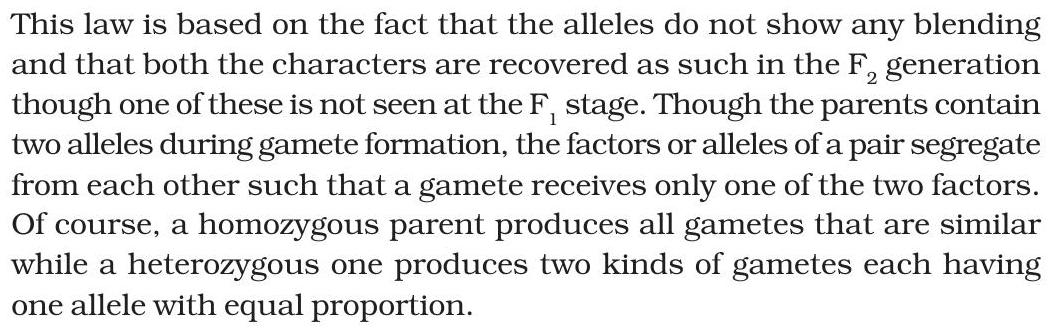 This law is based on the fact that the alleles do not show any blending
and that both the characters are recovered as such in the F₂ generation
though one of these is not seen at the F₁ stage. Though the parents contain
two alleles during gamete formation, the factors or alleles of a pair segregate
from each other such that a gamete receives only one of the two factors.
Of course, a homozygous parent produces all gametes that are similar
while a heterozygous one produces two kinds of gametes each having
one allele with equal proportion.